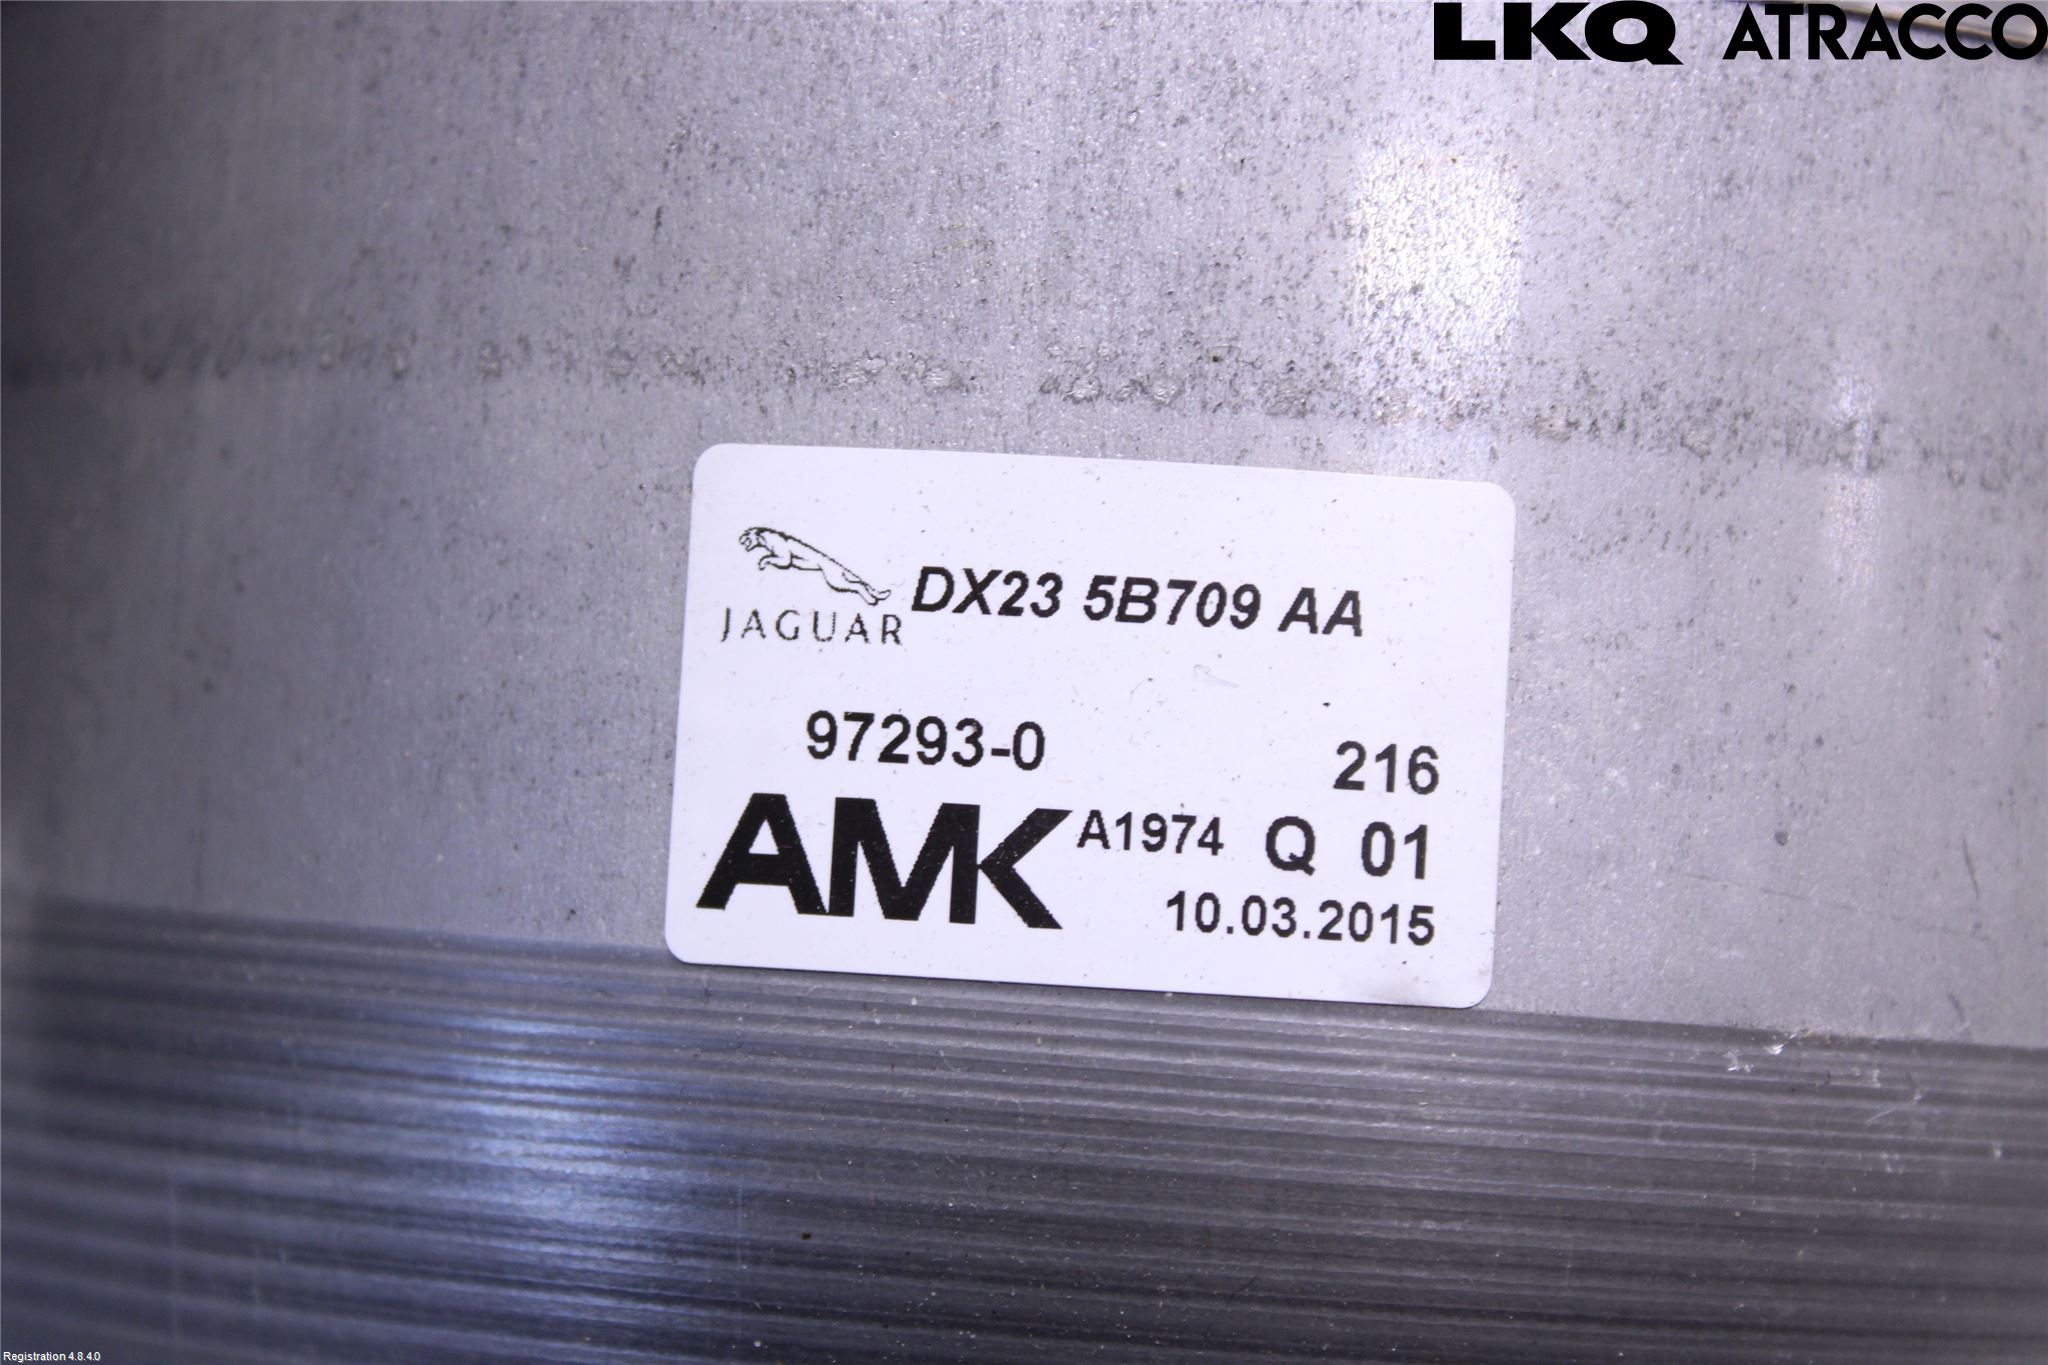 LKQ ATRACCO
JAGUAR
DX23 5B709 AA
97293-0 216
AMK A1974 Q 01
10.03.2015
Registration 4.8.4.0